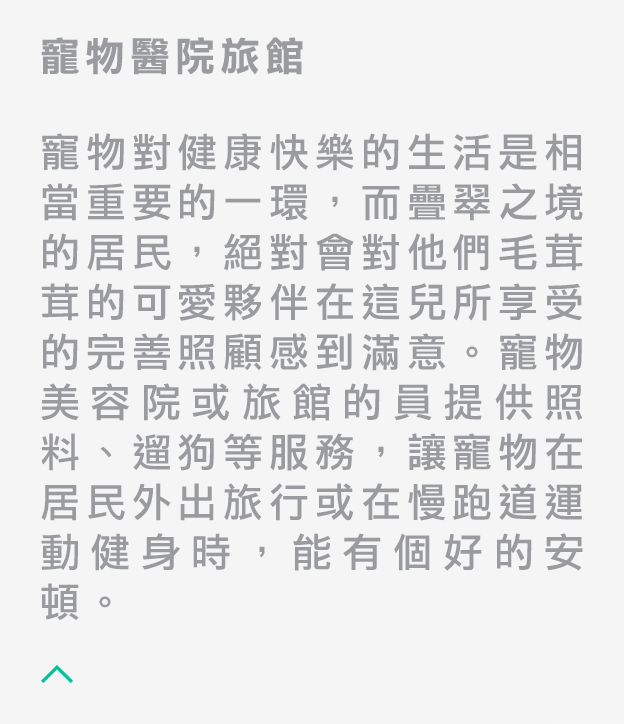 寵物醫院旅館
寵物對健康快樂的生活是相
當重要的一環，而疊翠之境
的居民，絕對會對他們毛茸
茸的可愛夥伴在這兒所享受
的完善照顧感到滿意。寵物
美容院或旅館的員提供照
料、遛狗等服務，讓寵物在
居民外出旅行或在慢跑道運
動健身時，能有個好的安
頓。